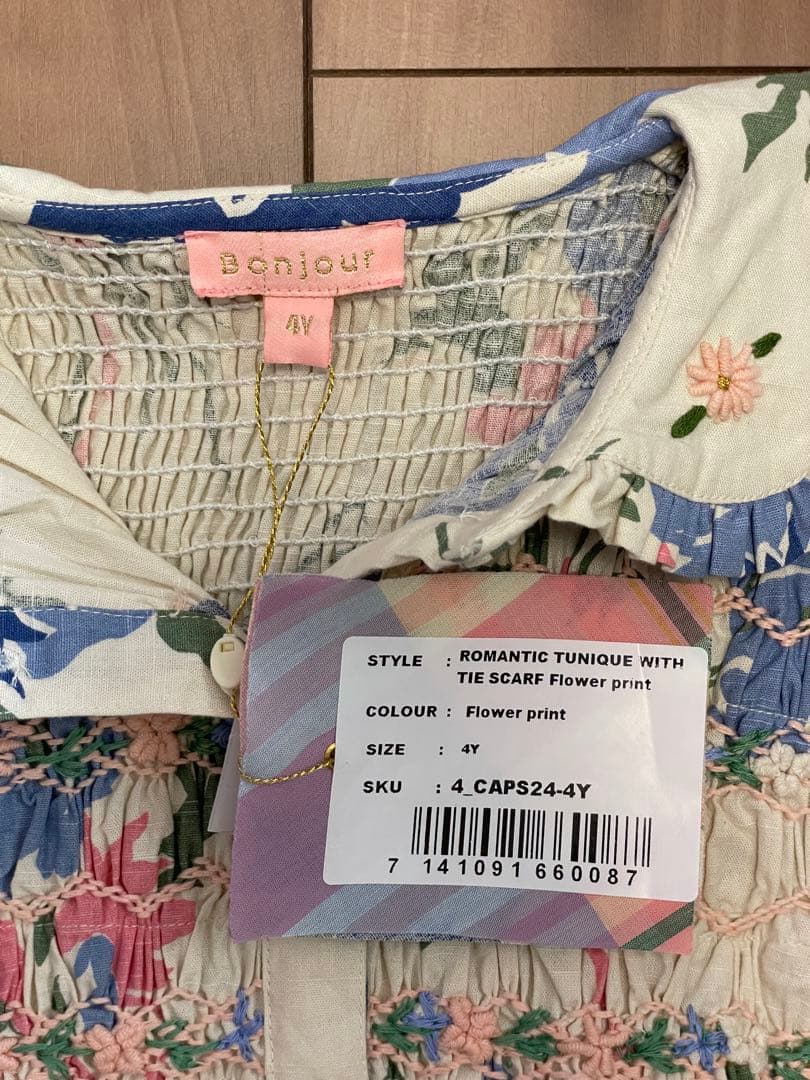 Bonjour
4Y
STYLE : ROMANTIC TUNIQUE WITH
TIE SCARF Flower print
COLOUR : Flower print
SIZE : 4Y
SKU : 4_CAPS24-4Y
7 141091 660087